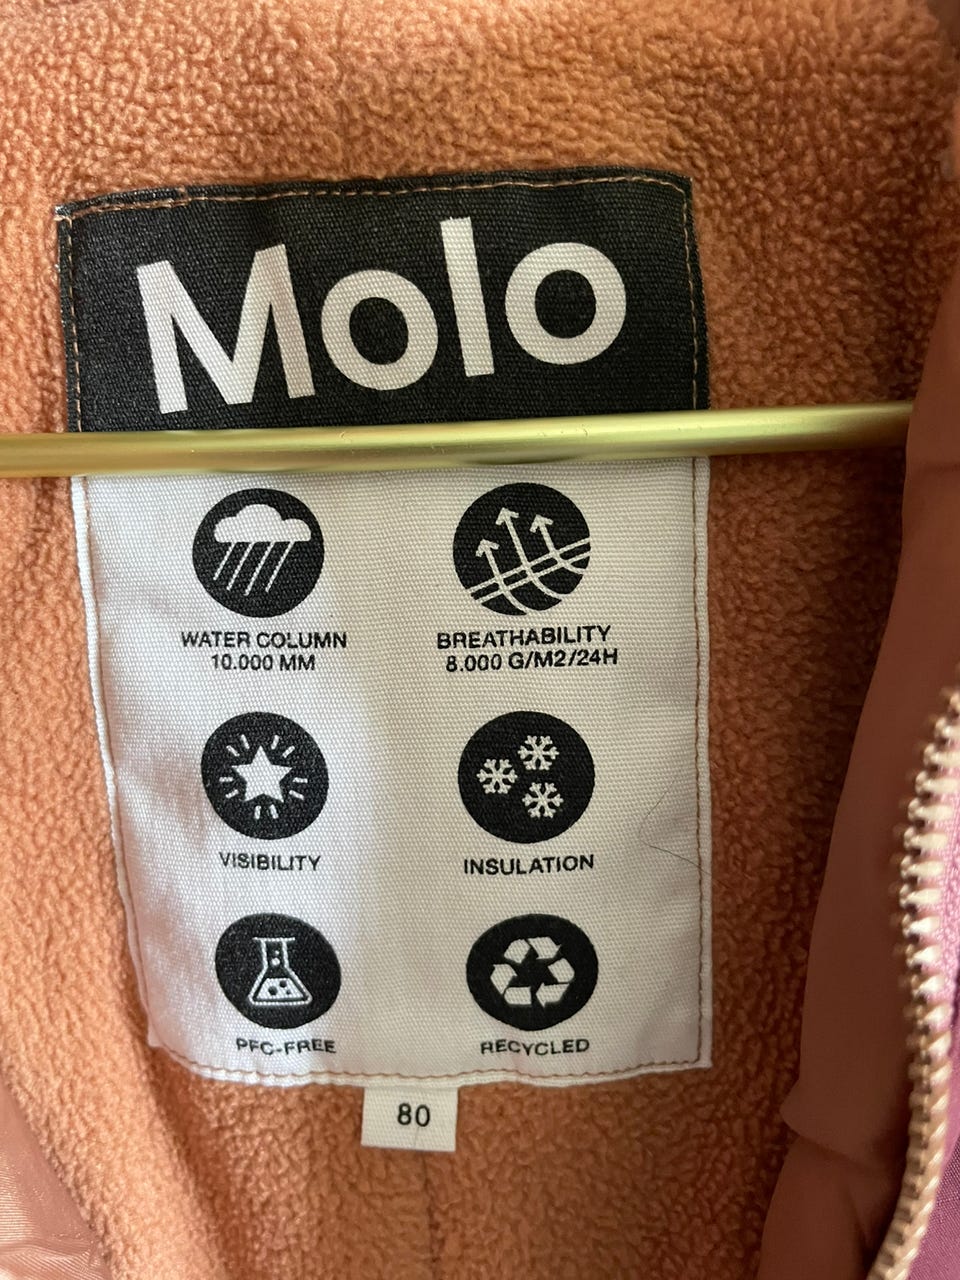 Molo
WATER COLUMN
10.000 MM
BREATHABILITY
8.000 G/M2/24H
VISIBILITY
INSULATION
PFC-FREE
RECYCLED
80